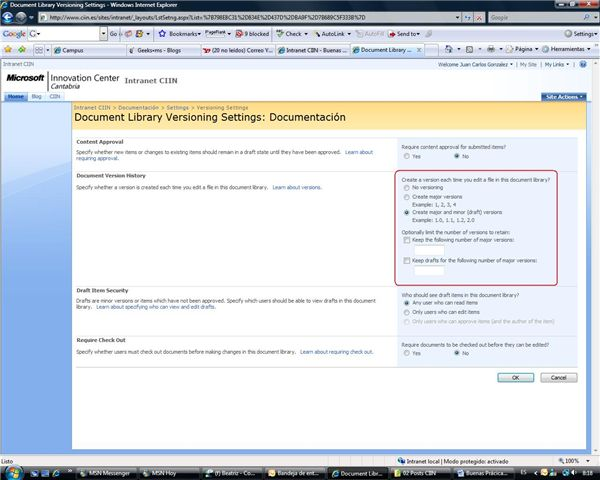 Document Library Versioning Settings - Windows Internet Explorer
http://www.ciin.es/sites/intranet/_layouts/LstSetng.aspx?List=
Google
Bookmarks
PageRank
9 blocked
Check
AutoLink
AutoFill
Send to
Settings
Campus
Geeks+ms - Blogs
(20 no leídos) Correo Y...
Intranet CIIN - Blog
Document Library ...
Página
Herramientas
Intranet CIIN
Welcome Juan Carlos Gonzalez
My Site
My Links
Microsoft Innovation Center
Cantabria
Intranet CIIN
Home
Blog
CIIN
Site Actions
Intranet CIIN > Documentación > Settings > Versioning Settings
Document Library Versioning Settings: Documentación
Content Approval
Specify whether new items or changes to existing items should remain in a draft state until they have been approved. Learn about
requiring approval.
Require content approval for submitted items?
Yes
No
Document Version History
Specify whether a version is created each time you edit a file in this document library. Learn about versions.
Create a version each time you edit a file in this document library?
No versioning
Create major versions
Example: 1, 2, 3, 4
Create major and minor (draft) versions
Example: 1.0, 1.1, 1.2, 2.0
Optionally limit the number of versions to retain:
Keep the following number of major versions:
Keep drafts for the following number of major versions:
Draft Item Security
Drafts are minor versions or items which have not been approved. Specify which users should be able to view drafts in this document
library. Learn about specifying who can view and edit drafts.
Who should see draft items in this document library?
Any user who can read items
Only users who can edit items
Only users who can approve items (and the author of the item)
Require Check Out
Specify whether users must check out documents before making changes in this document library. Learn about requiring check out.
Require documents to be checked out before they can be edited?
Yes
No
OK
Cancel
Listo
Intranet local | Modo protegido: activado
100%
MSN Messenger
MSN Hoy
(f) Beatriz - Co...
Bandeja de ent...
Document Libr...
02 Posts CIIN
Buenas Práctica...
ES
8:18